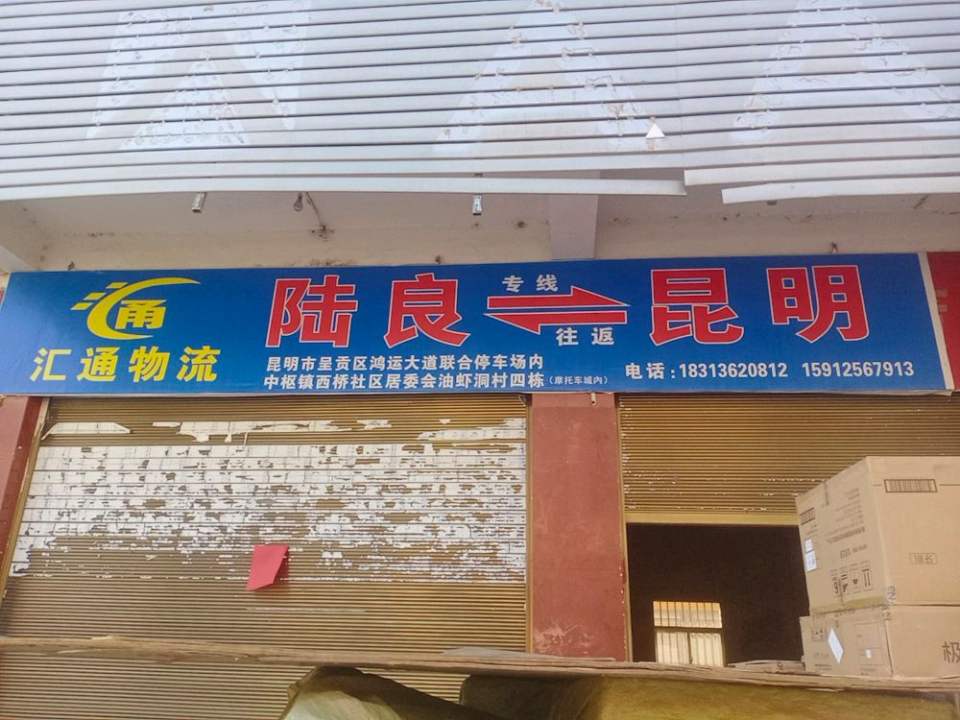 甬
汇通物流
陆良 专线 往返 昆明
昆明市呈贡区鸿运大道联合停车场内
中枢镇西桥社区居委会油虾洞村四栋（摩托车城内）
电话：18313620812 15912567913
极